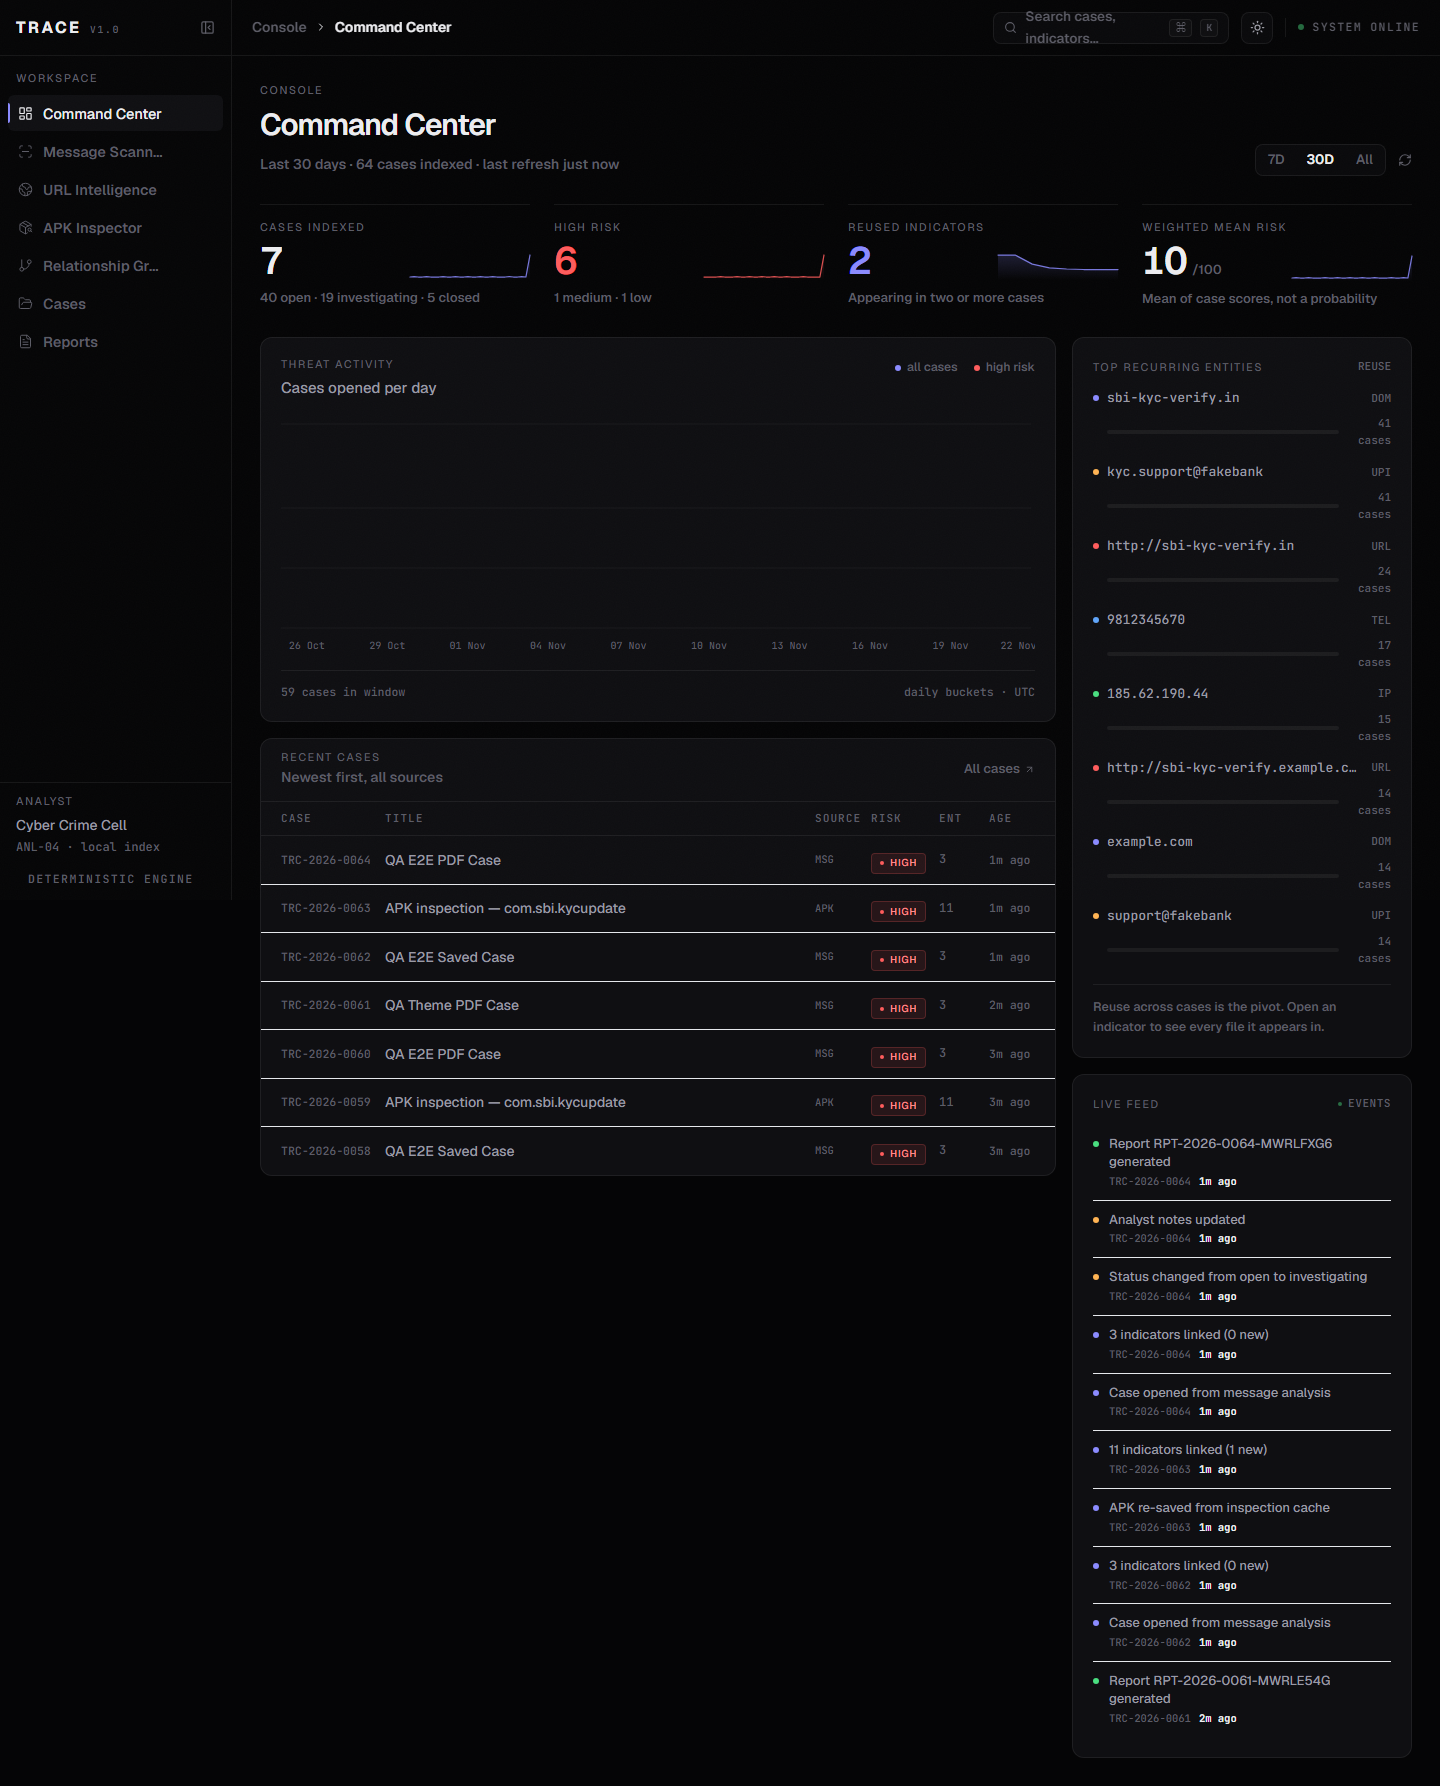 TRACE V1.0
WORKSPACE
Command Center
Message Scann...
URL Intelligence
APK Inspector
Relationship Gr...
Cases
Reports
ANALYST
Cyber Crime Cell
ANL-04 · local index
DETERMINISTIC ENGINE
Console > Command Center
Search cases, indicators...
⌘ K
SYSTEM ONLINE
CONSOLE
Command Center
Last 30 days · 64 cases indexed · last refresh just now
7D 30D All
CASES INDEXED
7
40 open · 19 investigating · 5 closed
HIGH RISK
6
1 medium · 1 low
REUSED INDICATORS
2
Appearing in two or more cases
WEIGHTED MEAN RISK
10 /100
Mean of case scores, not a probability
THREAT ACTIVITY
Cases opened per day
all cases high risk
26 Oct 29 Oct 01 Nov 04 Nov 07 Nov 10 Nov 13 Nov 16 Nov 19 Nov 22 Nov
59 cases in window daily buckets · UTC
RECENT CASES
Newest first, all sources
All cases ↗
CASE TITLE SOURCE RISK ENT AGE
TRC-2026-0064 QA E2E PDF Case MSG HIGH 3 1m ago
TRC-2026-0063 APK inspection — com.sbi.kycupdate APK HIGH 11 1m ago
TRC-2026-0062 QA E2E Saved Case MSG HIGH 3 1m ago
TRC-2026-0061 QA Theme PDF Case MSG HIGH 3 2m ago
TRC-2026-0060 QA E2E PDF Case MSG HIGH 3 3m ago
TRC-2026-0059 APK inspection — com.sbi.kycupdate APK HIGH 11 3m ago
TRC-2026-0058 QA E2E Saved Case MSG HIGH 3 3m ago
TOP RECURRING ENTITIES REUSE
sbi-kyc-verify.in DOM
41 cases
kyc.support@fakebank UPI
41 cases
http://sbi-kyc-verify.in URL
24 cases
9812345670 TEL
17 cases
185.62.190.44 IP
15 cases
http://sbi-kyc-verify.example.c… URL
14 cases
example.com DOM
14 cases
support@fakebank UPI
14 cases
Reuse across cases is the pivot. Open an
indicator to see every file it appears in.
LIVE FEED EVENTS
Report RPT-2026-0064-MWRLFXG6
generated
TRC-2026-0064 1m ago
Analyst notes updated
TRC-2026-0064 1m ago
Status changed from open to investigating
TRC-2026-0064 1m ago
3 indicators linked (0 new)
TRC-2026-0064 1m ago
Case opened from message analysis
TRC-2026-0064 1m ago
11 indicators linked (1 new)
TRC-2026-0063 1m ago
APK re-saved from inspection cache
TRC-2026-0063 1m ago
3 indicators linked (0 new)
TRC-2026-0062 1m ago
Case opened from message analysis
TRC-2026-0062 1m ago
Report RPT-2026-0061-MWRLE54G
generated
TRC-2026-0061 2m ago